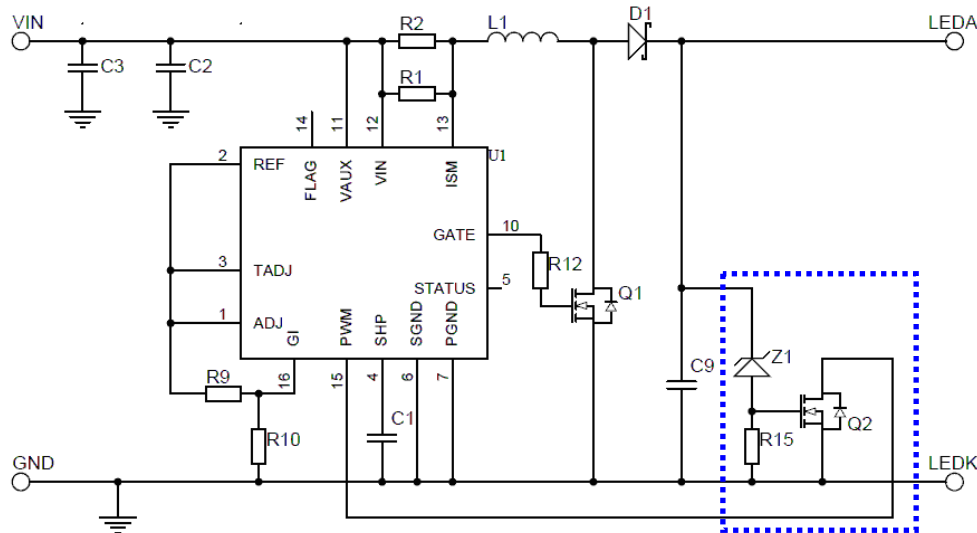 VIN
R2
L1
D1
LEDA
C3
C2
R1
14
11
12
13
U1
2
REF
FLAG
VAUX
VIN
ISM
GATE
10
R12
3
TADJ
STATUS
5
Q1
1
ADJ
GI
PWM
SHP
SGND
PGND
Z1
C9
R9
16
15
4
6
7
C1
Q2
R10
R15
GND
LEDK